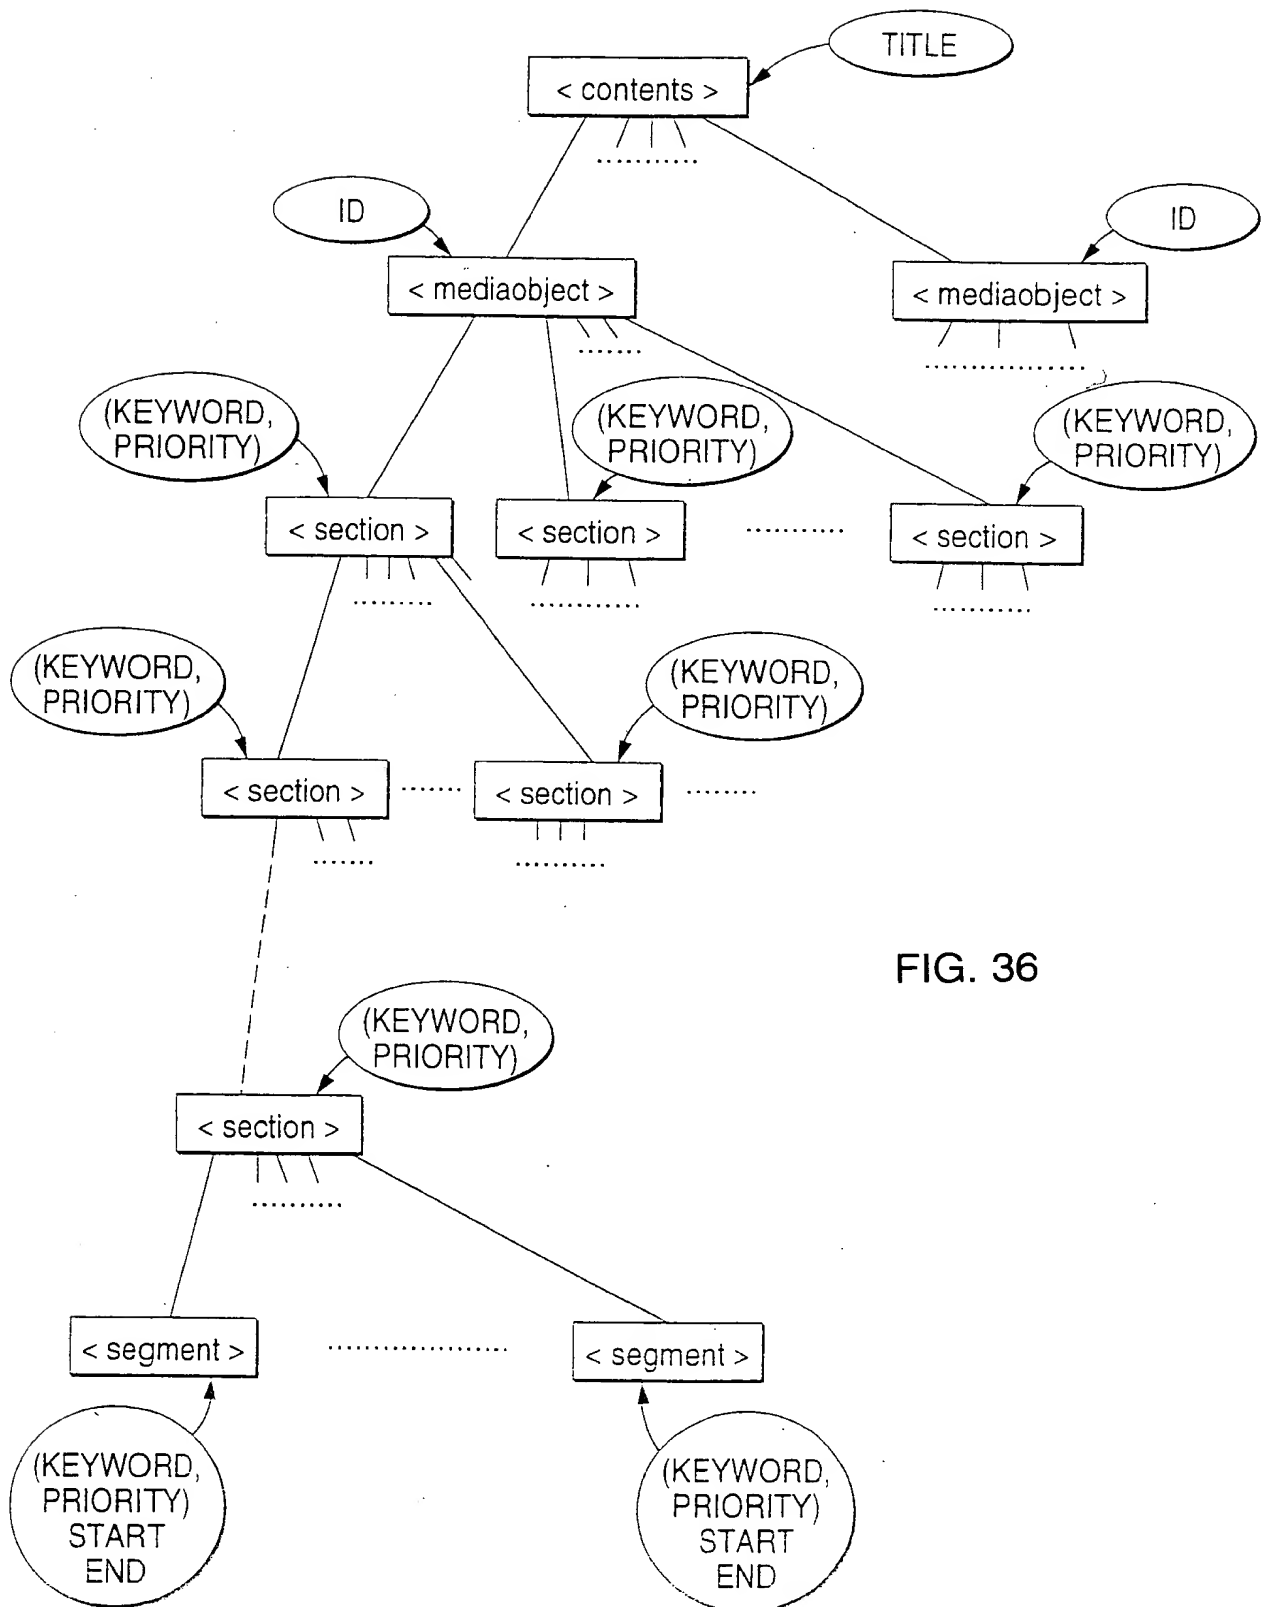 TITLE
< contents >
ID
ID
< mediaobject >
< mediaobject >
(KEYWORD,
PRIORITY)
(KEYWORD,
PRIORITY)
(KEYWORD,
PRIORITY)
< section >
< section >
< section >
(KEYWORD,
PRIORITY)
(KEYWORD,
PRIORITY)
< section >
< section >
FIG. 36
(KEYWORD,
PRIORITY)
< section >
< segment >
< segment >
(KEYWORD,
PRIORITY)
START
END
(KEYWORD,
PRIORITY)
START
END